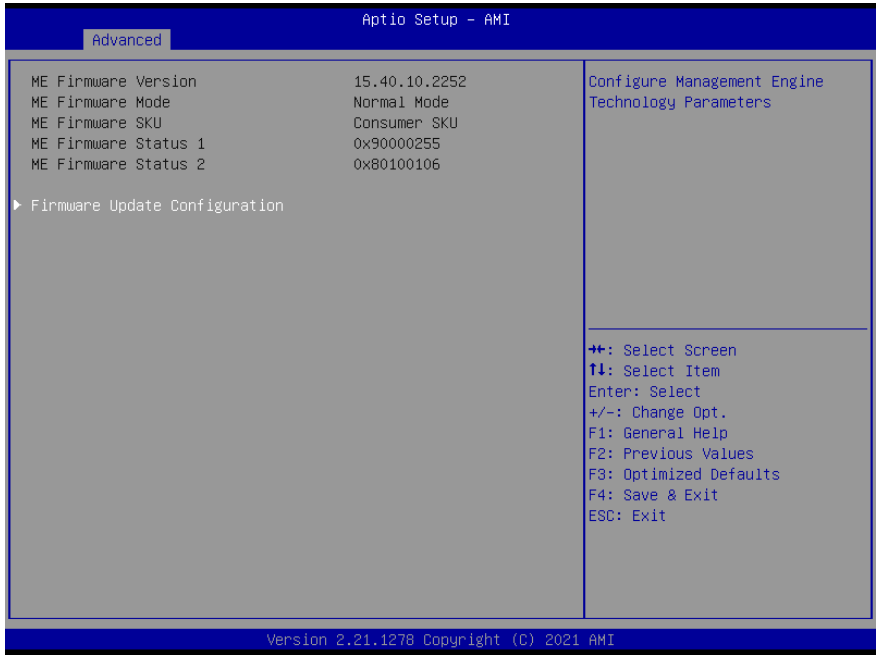 Aptio Setup – AMI
Advanced
ME Firmware Version 15.40.10.2252
ME Firmware Mode Normal Mode
ME Firmware SKU Consumer SKU
ME Firmware Status 1 0x90000255
ME Firmware Status 2 0x80100106
▶ Firmware Update Configuration
Configure Management Engine
Technology Parameters
→←: Select Screen
↑↓: Select Item
Enter: Select
+/-: Change Opt.
F1: General Help
F2: Previous Values
F3: Optimized Defaults
F4: Save & Exit
ESC: Exit
Version 2.21.1278 Copyright (C) 2021 AMI